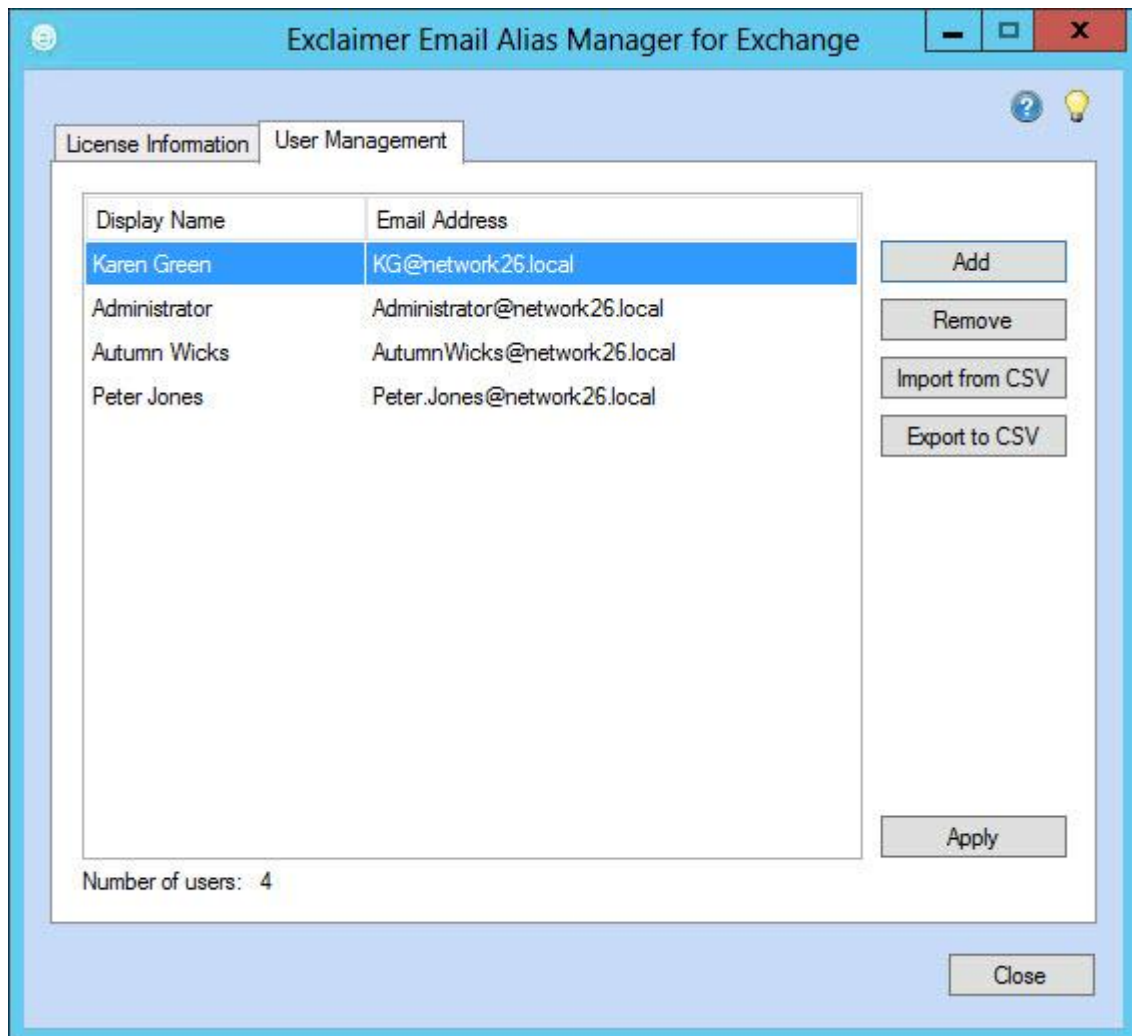 Exclaimer Email Alias Manager for Exchange
License Information User Management
Display Name Email Address
Karen Green KG@network26.local
Administrator Administrator@network26.local
Autumn Wicks AutumnWicks@network26.local
Peter Jones Peter.Jones@network26.local
Add
Remove
Import from CSV
Export to CSV
Apply
Number of users: 4
Close